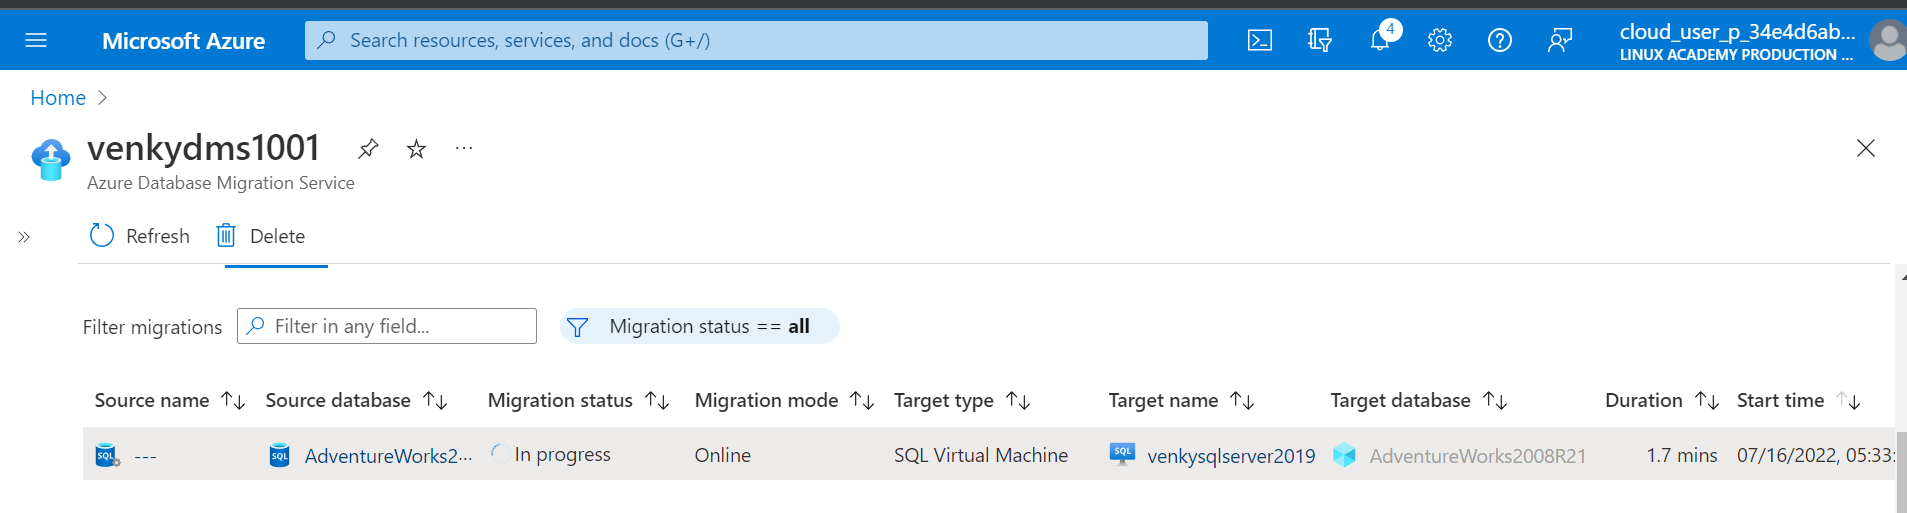 Microsoft Azure
Search resources, services, and docs (G+/)
4
cloud_user_p_34e4d6ab...
LINUX ACADEMY PRODUCTION ...
Home
venkydms1001
Azure Database Migration Service
Refresh Delete
Filter migrations Filter in any field... Migration status == all
Source name Source database Migration status Migration mode Target type Target name Target database Duration Start time
SQL --- SQL AdventureWorks2... In progress Online SQL Virtual Machine SQL venkysqlserver2019 AdventureWorks2008R21 1.7 mins 07/16/2022, 05:33: